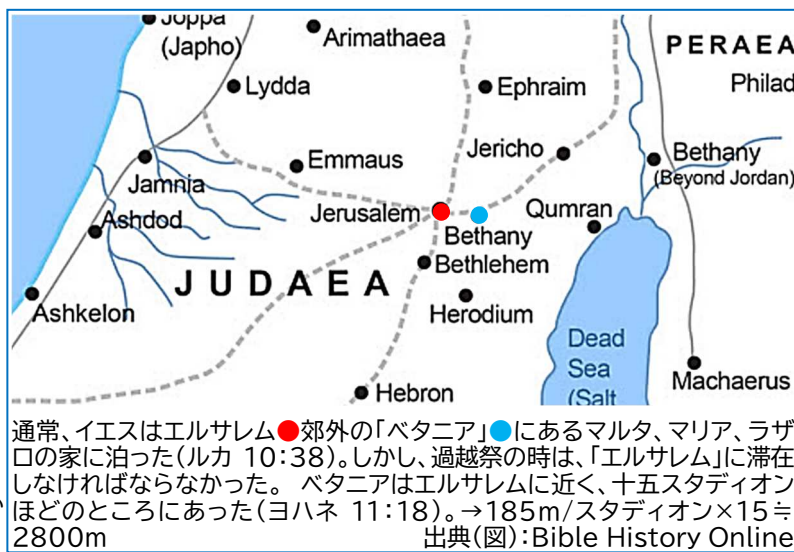 Joppa
(Japho)
Arimathaea
PERAEA
Philad
Lydda
Ephraim
Emmaus
Jericho
Bethany
(Beyond Jordan)
Jamnia
Jerusalem
Qumran
Ashdod
Bethany
Bethlehem
JUDAEA
Herodium
Ashkelon
Dead
Sea
(Salt
Machaerus
Hebron
通常、イエスはエルサレム●郊外の「ベタニア」●にあるマルタ、マリア、ラザ
ロの家に泊った(ルカ 10:38)。しかし、過越祭の時は、「エルサレム」に滞在
しなければならなかった。 ベタニアはエルサレムに近く、十五スタディオン
ほどのところにあった(ヨハネ 11:18)。→185m/スタディオン×15≒
2800m 出典(図):Bible History Online